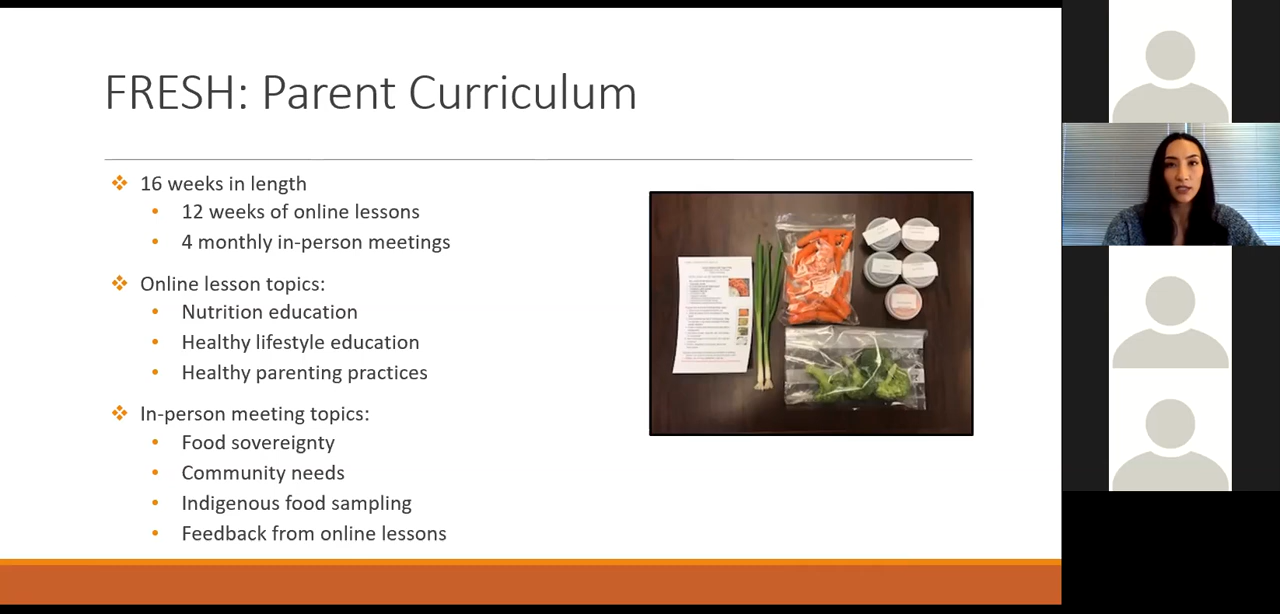 FRESH: Parent Curriculum
16 weeks in length
12 weeks of online lessons
4 monthly in-person meetings
Online lesson topics:
Nutrition education
Healthy lifestyle education
Healthy parenting practices
In-person meeting topics:
Food sovereignty
Community needs
Indigenous food sampling
Feedback from online lessons